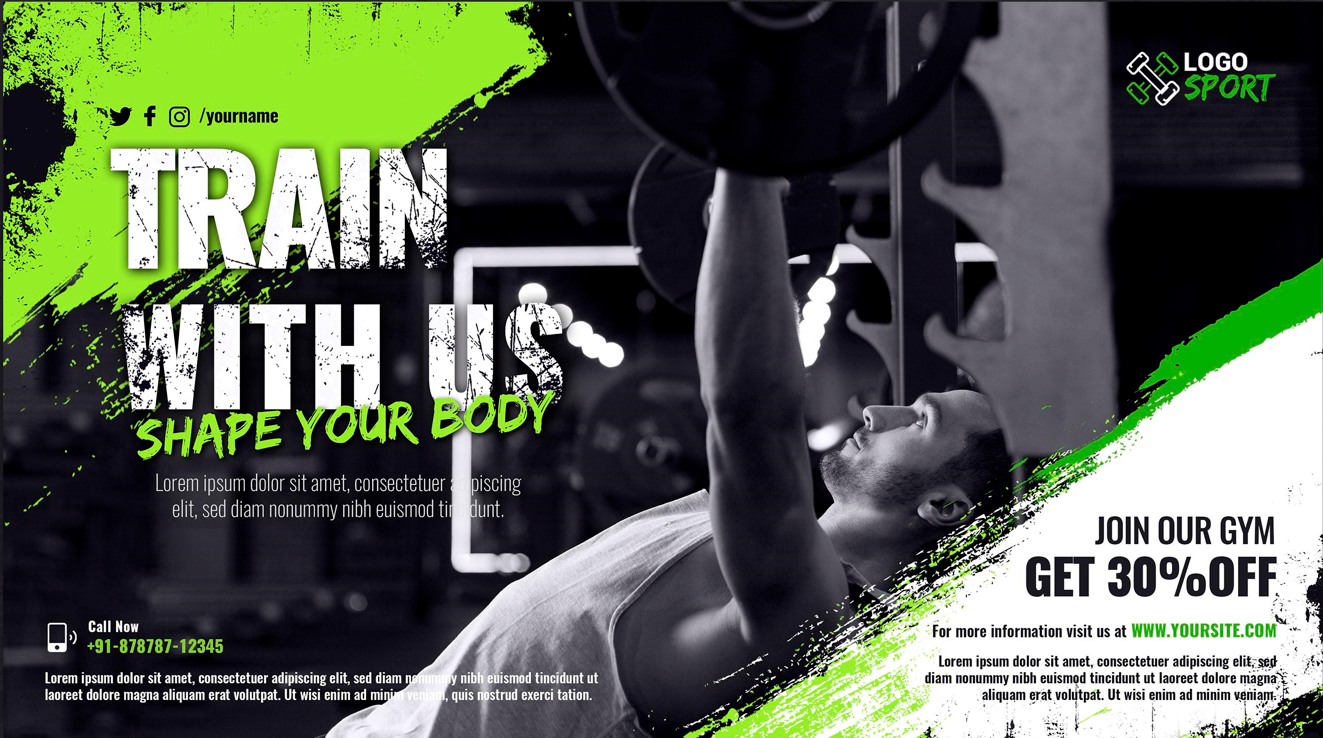 /yourname
LOGO
SPORT
TRAIN
WITH US
SHAPE YOUR BODY
Lorem ipsum dolor sit amet, consectetuer adipiscing
elit, sed diam nonummy nibh euismod tincidunt.
JOIN OUR GYM
GET 30%OFF
For more information visit us at WWW.YOURSITE.COM
Lorem ipsum dolor sit amet, consectetuer adipiscing elit, sed
diam nonummy nibh euismod tincidunt ut laoreet dolore magna
aliquam erat volutpat. Ut wisi enim ad minim veniam.
Call Now
+91-878787-12345
Lorem ipsum dolor sit amet, consectetuer adipiscing elit, sed diam nonummy nibh euismod tincidunt ut
laoreet dolore magna aliquam erat volutpat. Ut wisi enim ad minim veniam, quis nostrud exerci tation.